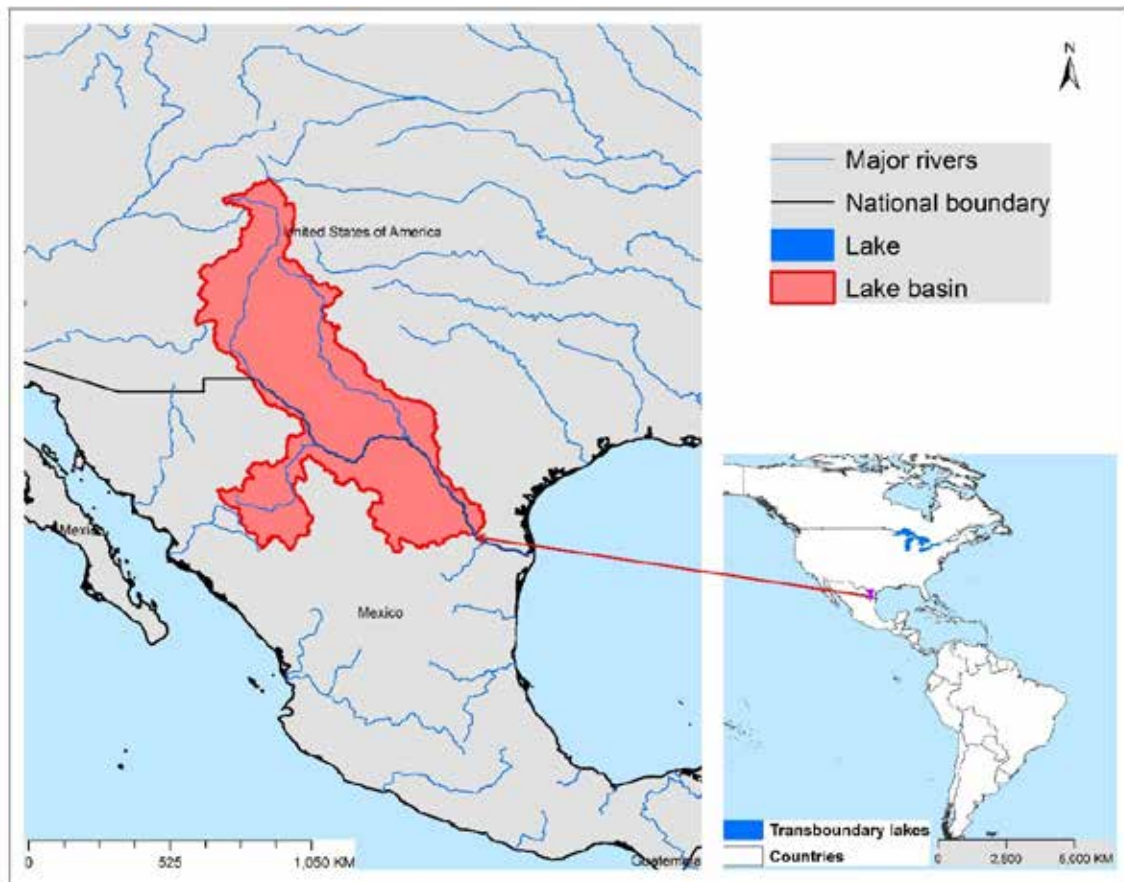 N
Major rivers
National boundary
Lake
Lake basin
United States of America
Mexico
Mexico
Guatemala
0 525 1,050 KM
Transboundary lakes
Countries
0 2,500 5,000 KM